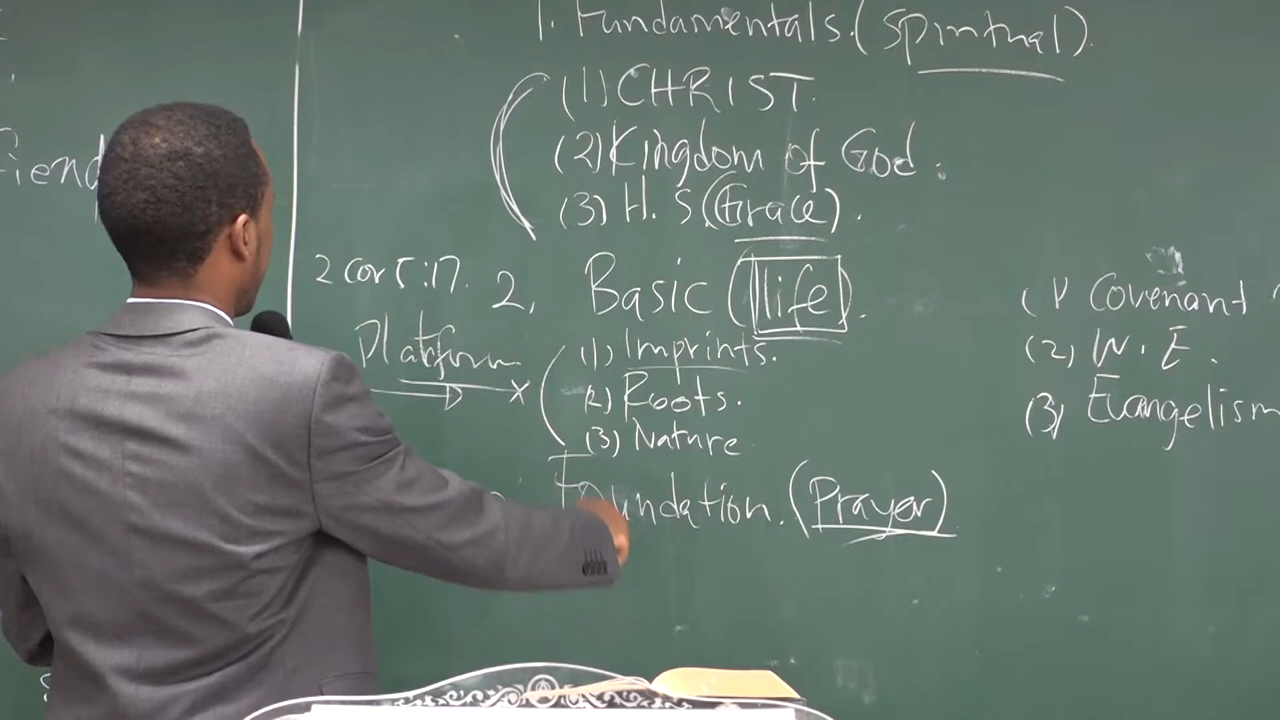 1. Fundamentals. (Spiritual).
(1) CHRIST.
(2) Kingdom of God.
(3) H. S (Grace).
2 cor 5:17. 2, Basic (life).
Platform
(1) Imprints.
(2) Roots.
(3) Nature
Foundation. (Prayer)
(1) Covenant
(2) W. E.
(3) Evangelism